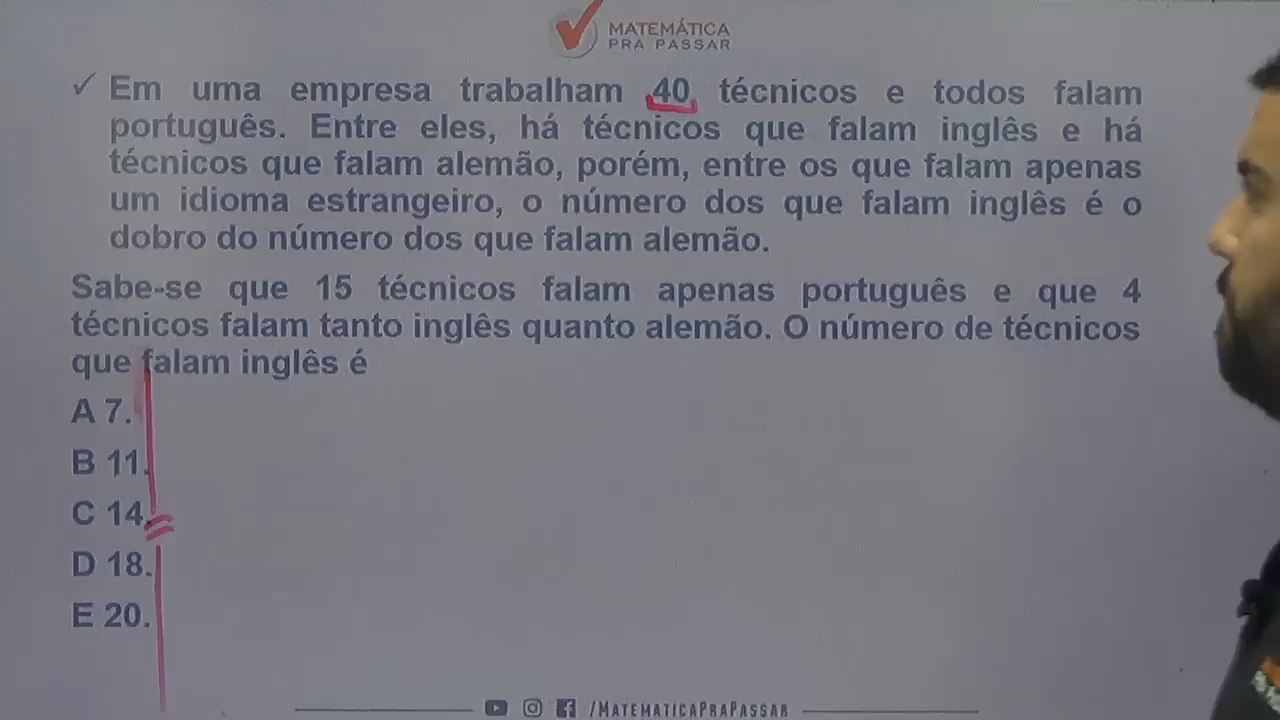 MATEMÁTICA
PRA PASSAR
✓ Em uma empresa trabalham 40 técnicos e todos falam
português. Entre eles, há técnicos que falam inglês e há
técnicos que falam alemão, porém, entre os que falam apenas
um idioma estrangeiro, o número dos que falam inglês é o
dobro do número dos que falam alemão.
Sabe-se que 15 técnicos falam apenas português e que 4
técnicos falam tanto inglês quanto alemão. O número de técnicos
que falam inglês é
A 7.
B 11.
C 14.
D 18.
E 20.
/MATEMATICAPRAPASSAR